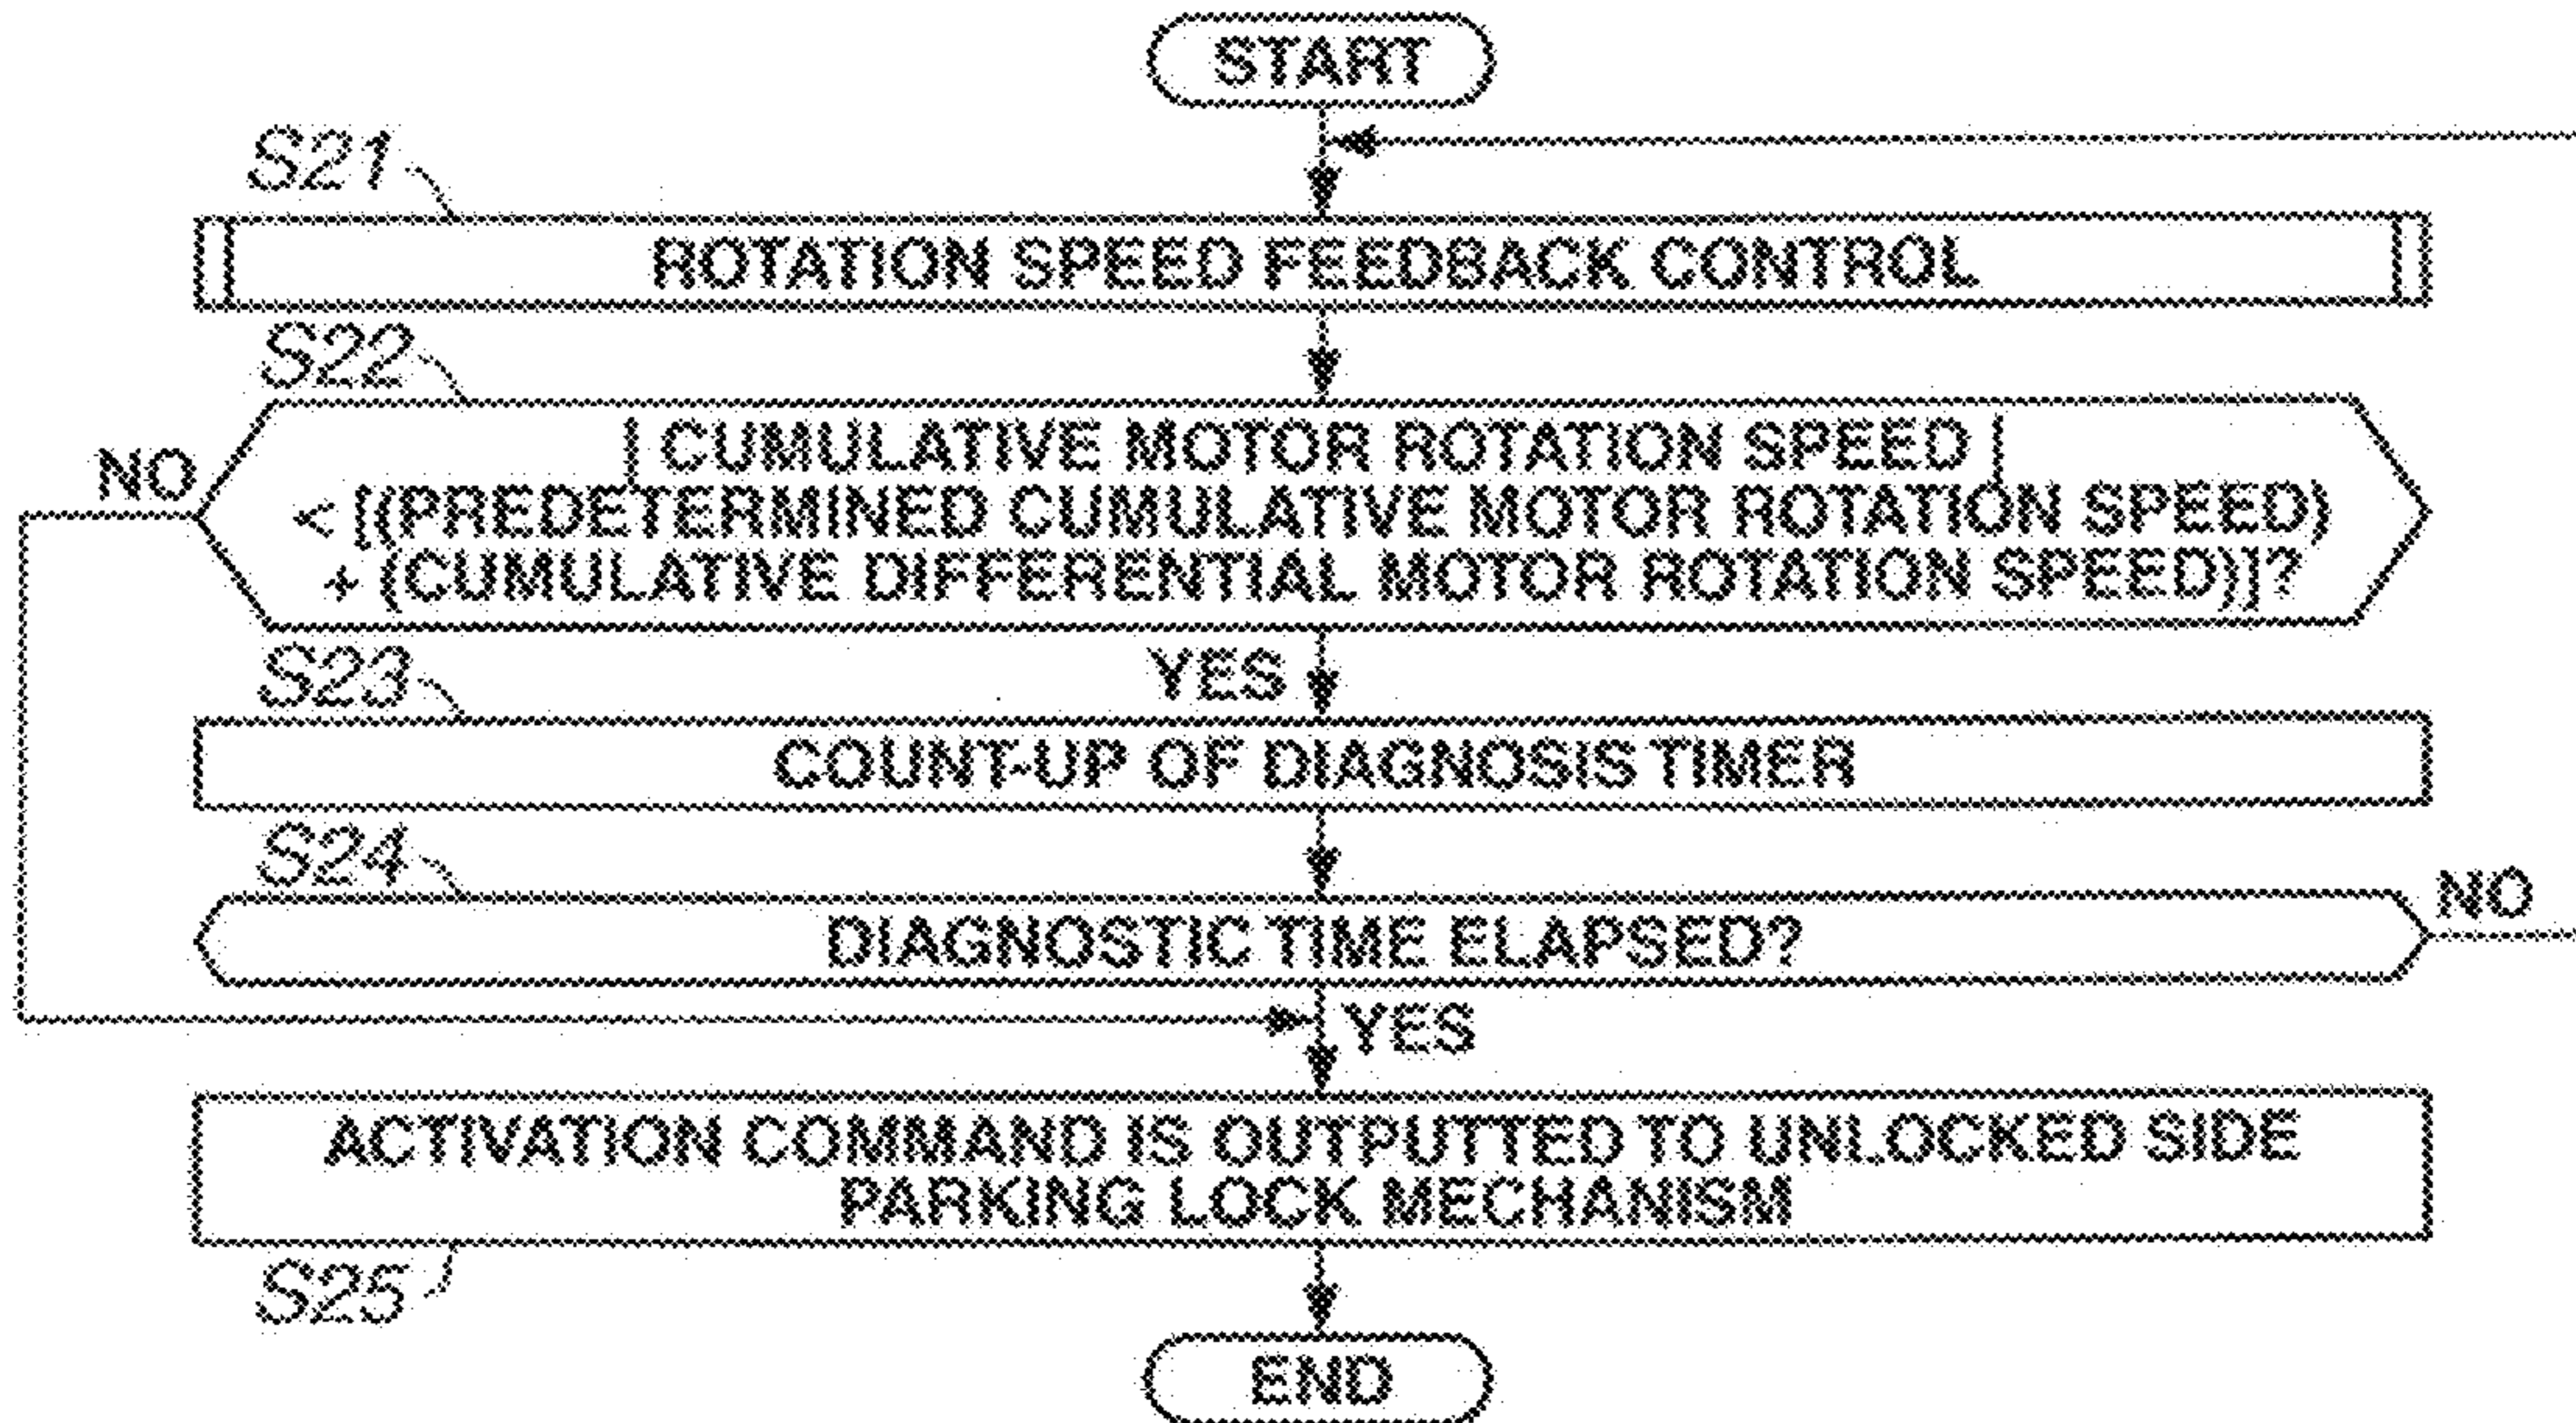 START
S21
ROTATION SPEED FEEDBACK CONTROL
S22
NO
| CUMULATIVE MOTOR ROTATION SPEED |
< [(PREDETERMINED CUMULATIVE MOTOR ROTATION SPEED)
+ (CUMULATIVE DIFFERENTIAL MOTOR ROTATION SPEED)]?
S23
YES
COUNT-UP OF DIAGNOSIS TIMER
S24
NO
DIAGNOSTIC TIME ELAPSED?
YES
ACTIVATION COMMAND IS OUTPUTTED TO UNLOCKED SIDE
PARKING LOCK MECHANISM
S25
END